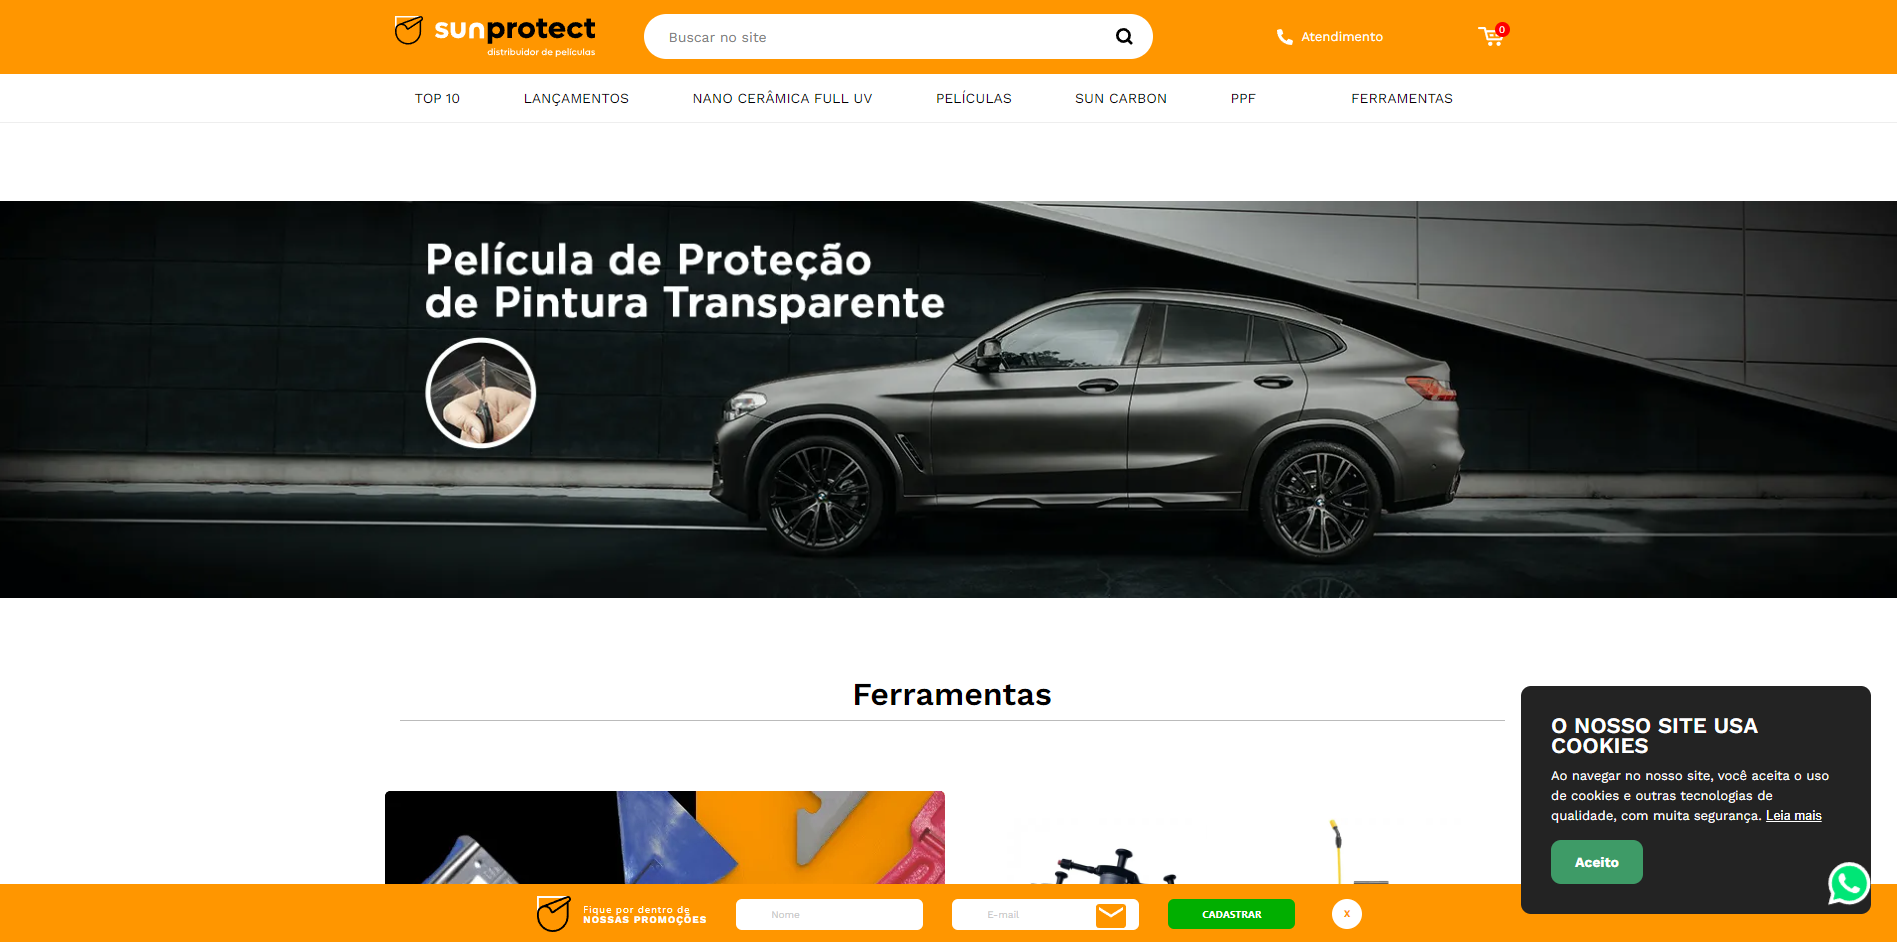 sunprotect
distribuidor de películas
Buscar no site
Atendimento
0
TOP 10
LANÇAMENTOS
NANO CERÂMICA FULL UV
PELÍCULAS
SUN CARBON
PPF
FERRAMENTAS
Película de Proteção
de Pintura Transparente
Ferramentas
O NOSSO SITE USA
COOKIES
Ao navegar no nosso site, você aceita o uso
de cookies e outras tecnologias de
qualidade, com muita segurança. Leia mais
Aceito
Fique por dentro de
NOSSAS PROMOÇÕES
Nome
E-mail
CADASTRAR
X